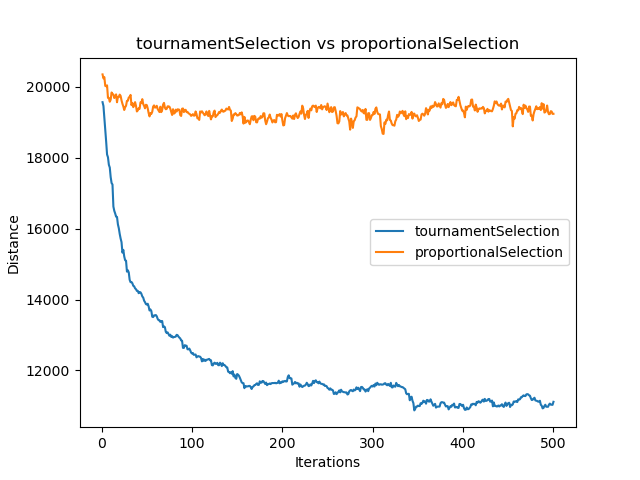 tournamentSelection vs proportionalSelection
20000
18000
16000
14000
12000
Distance
tournamentSelection
proportionalSelection
0 100 200 300 400 500
Iterations